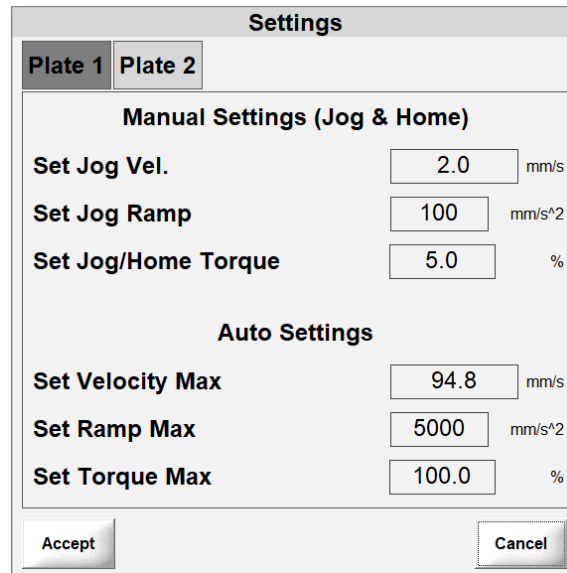 Settings
Plate 1 Plate 2
Manual Settings (Jog & Home)
Set Jog Vel. 2.0 mm/s
Set Jog Ramp 100 mm/s^2
Set Jog/Home Torque 5.0 %
Auto Settings
Set Velocity Max 94.8 mm/s
Set Ramp Max 5000 mm/s^2
Set Torque Max 100.0 %
Accept Cancel